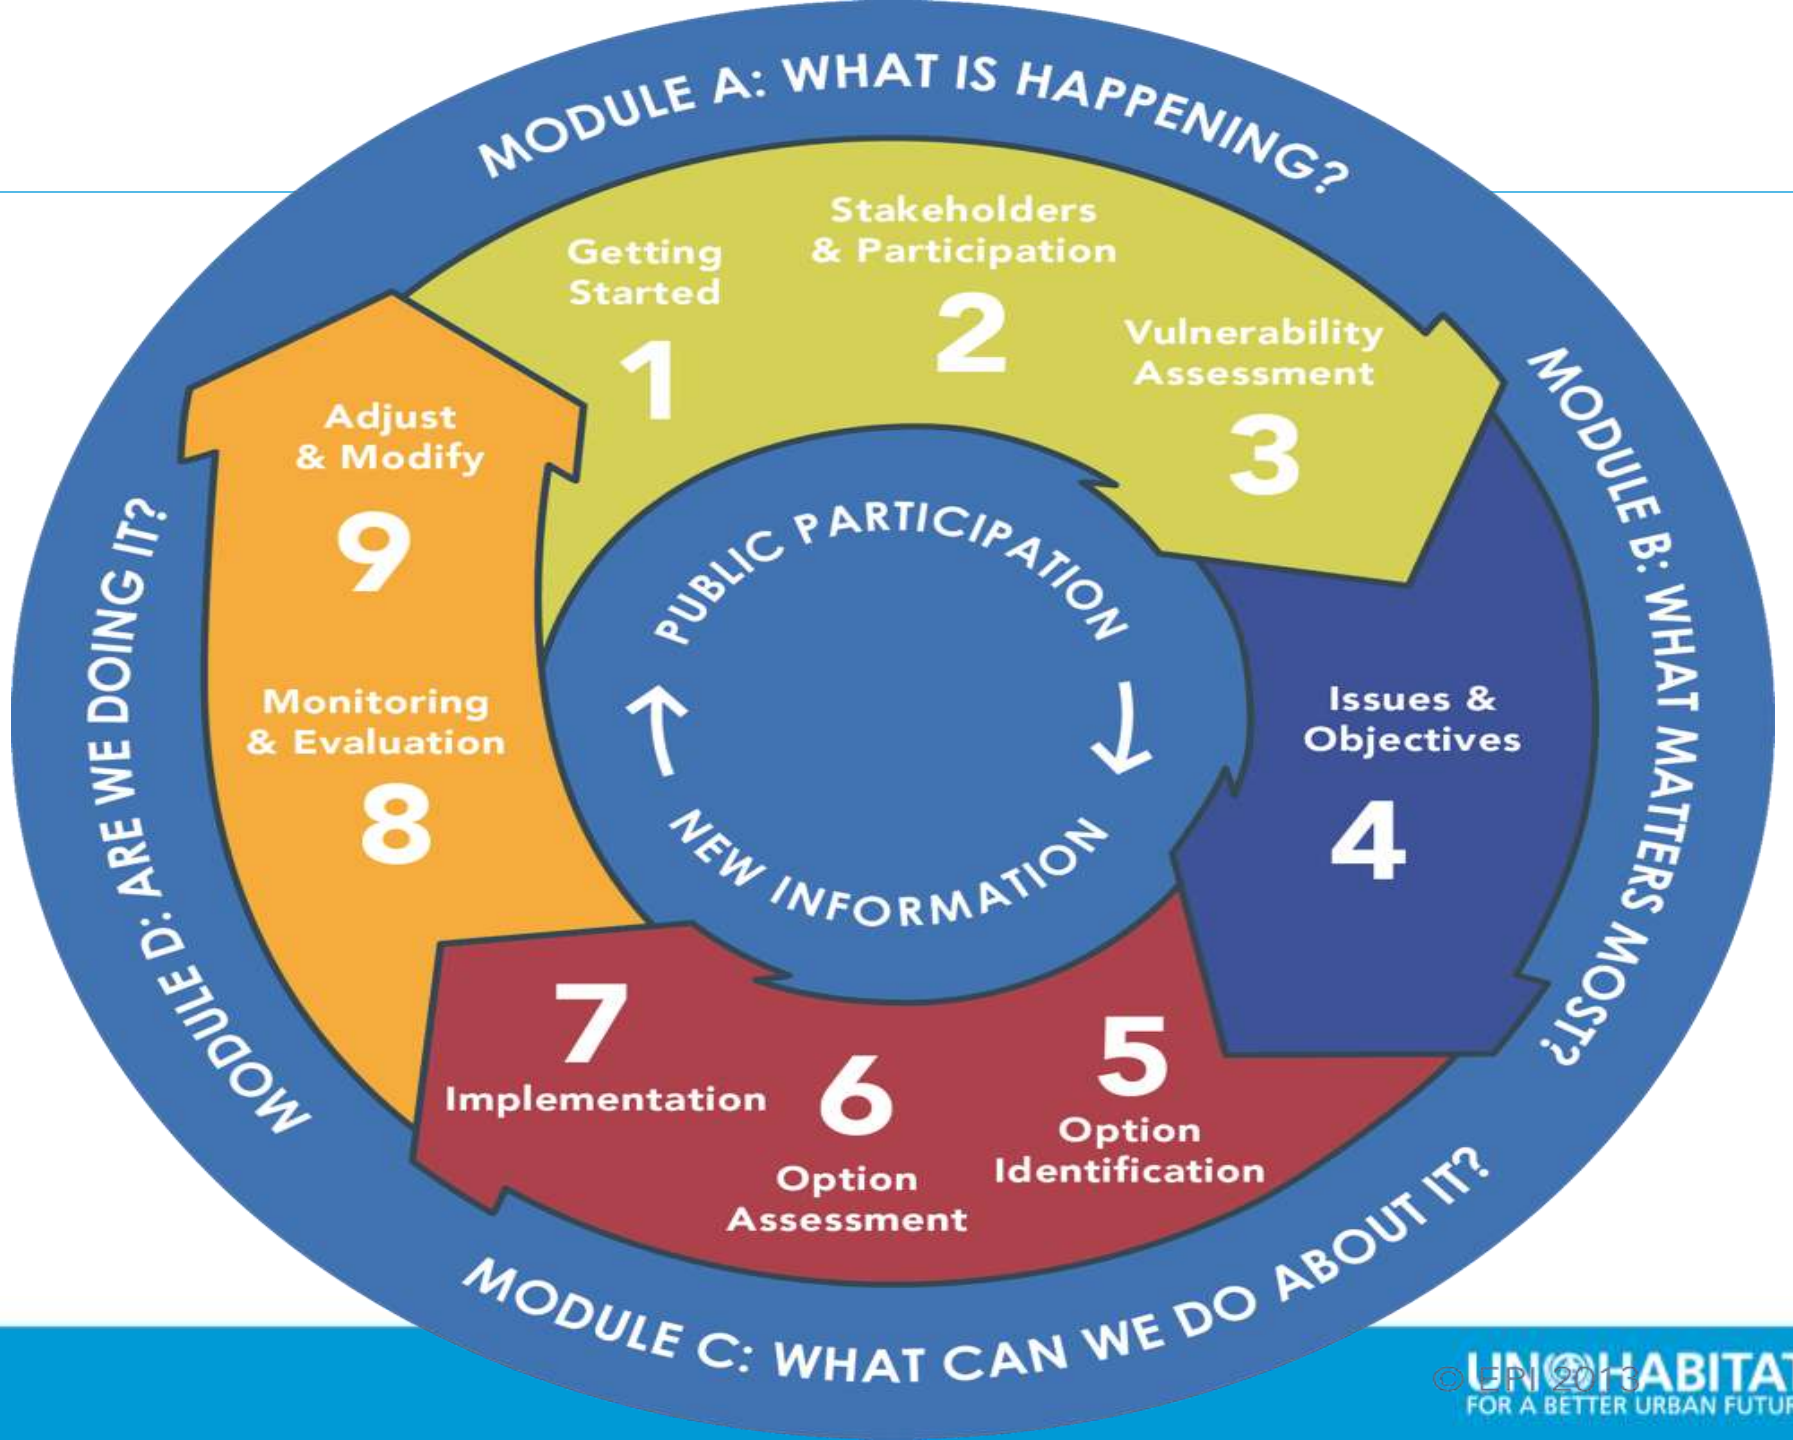 MODULE A: WHAT IS HAPPENING?
Getting
Started
1
Stakeholders
& Participation
2
Vulnerability
Assessment
3
MODULE B: WHAT MATTERS MOST?
Issues &
Objectives
4
MODULE C: WHAT CAN WE DO ABOUT IT?
5
Option
Identification
6
Option
Assessment
7
Implementation
MODULE D: ARE WE DOING IT?
Monitoring
& Evaluation
8
Adjust
& Modify
9
PUBLIC PARTICIPATION
NEW INFORMATION
© EPI 2013
UN HABITAT
FOR A BETTER URBAN FUTUR